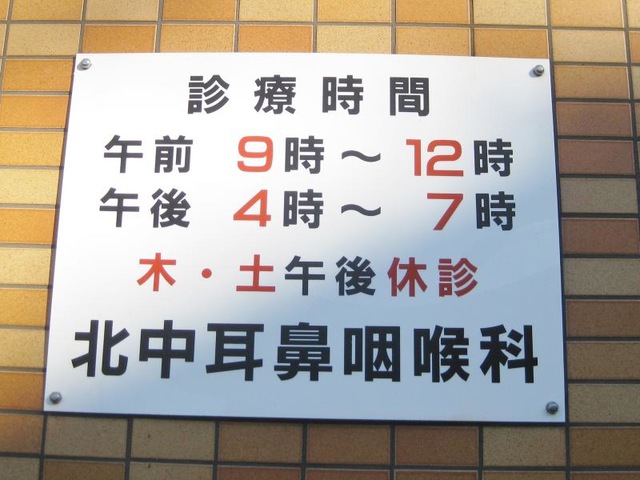 診療時間
午前 9時～12時
午後 4時～7時
木・土午後休診
北中耳鼻咽喉科